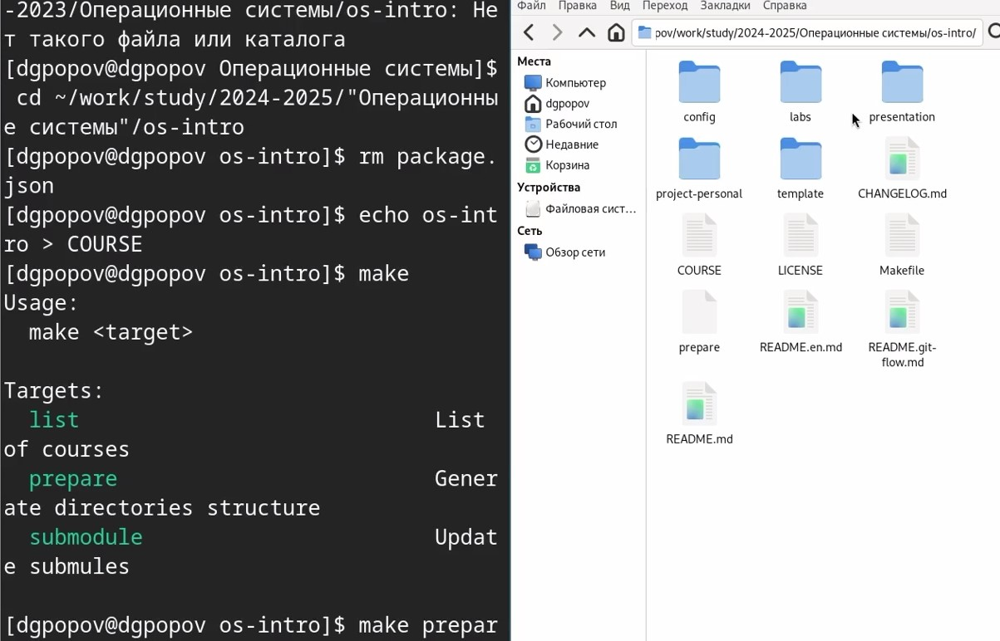 -2023/Операционные системы/os-intro: Не
т такого файла или каталога
[dgpopov@dgpopov Операционные системы]$
cd ~/work/study/2024-2025/"Операционны
е системы"/os-intro
[dgpopov@dgpopov os-intro]$ rm package.
json
[dgpopov@dgpopov os-intro]$ echo os-int
ro > COURSE
[dgpopov@dgpopov os-intro]$ make
Usage:
make <target>
Targets:
list List
of courses
prepare Gener
ate directories structure
submodule Updat
e submules
[dgpopov@dgpopov os-intro]$ make prepar
Файл Правка Вид Переход Закладки Справка
pov/work/study/2024-2025/Операционные системы/os-intro/
Места
Компьютер
dgpopov
Рабочий стол
Недавние
Корзина
Устройства
Файловая сист...
Сеть
Обзор сети
config labs presentation
project-personal template CHANGELOG.md
COURSE LICENSE Makefile
prepare README.en.md README.git-
flow.md
README.md